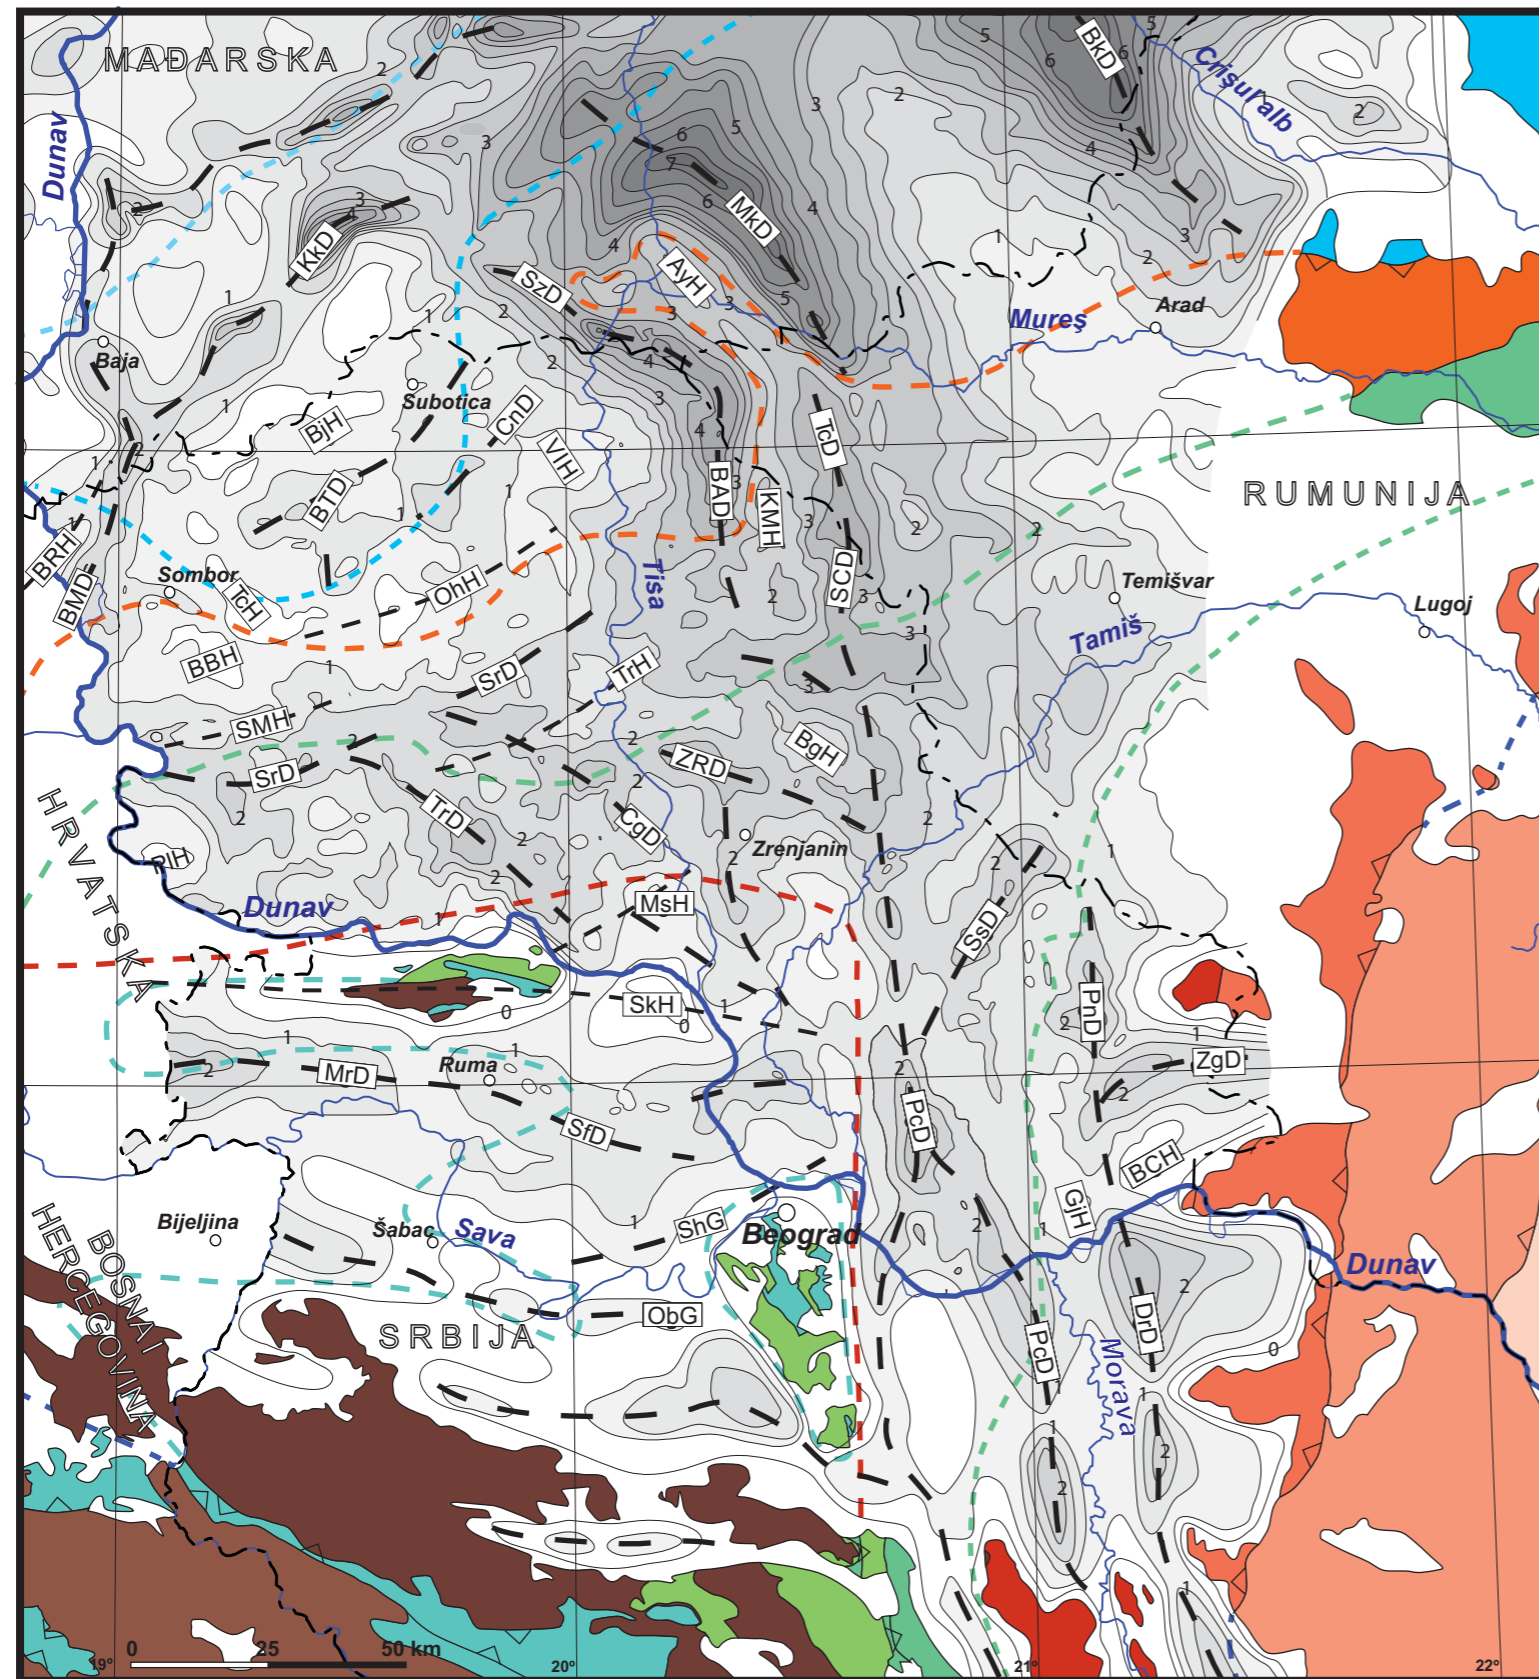 MAĐARSKA
Dunav
BkD
Crişul alb
KkD
SzD
AyH
MkD
Mureş
Arad
Baja
Subotica
BjH
CnD
VIH
BTD
BAD
KMH
TcD
SCD
RUMUNIJA
BRH
BMD
Sombor
TcH
OhH
Tisa
Temišvar
Lugoj
Tamiš
BBH
SrD
TrH
SMH
SrD
ZRD
BgH
TrD
CgD
Zrenjanin
HRVATSKA
PIH
Dunav
MsH
SsD
SkH
PnD
ZgD
MrD
Ruma
SfD
PcD
BCH
GjH
Bijeljina
Šabac
Sava
ShG
Beograd
Dunav
BOSNA I
HERCEGOVINA
SRBIJA
ObG
DrD
PcD
Morava
0 25 50 km
19°
20°
21°
22°